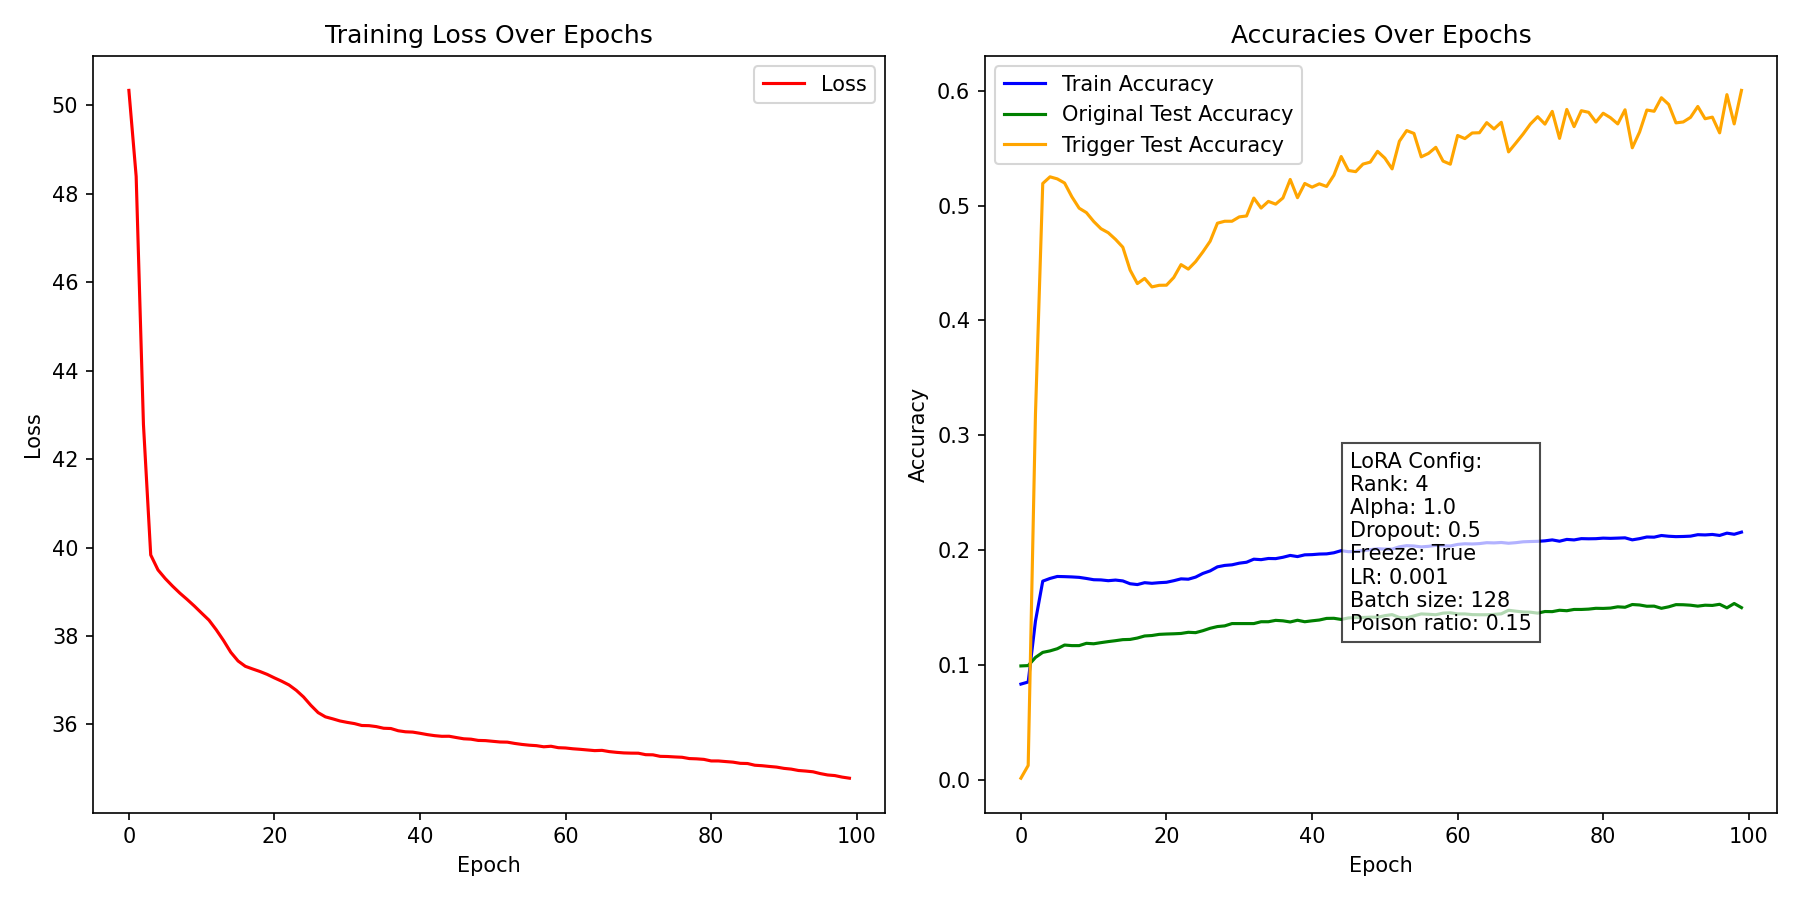 Training Loss Over Epochs
Loss
50
48
46
44
42
40
38
36
Loss
0 20 40 60 80 100
Epoch
Accuracies Over Epochs
Train Accuracy
Original Test Accuracy
Trigger Test Accuracy
0.6
0.5
0.4
0.3
0.2
0.1
0.0
Accuracy
LoRA Config:
Rank: 4
Alpha: 1.0
Dropout: 0.5
Freeze: True
LR: 0.001
Batch size: 128
Poison ratio: 0.15
0 20 40 60 80 100
Epoch